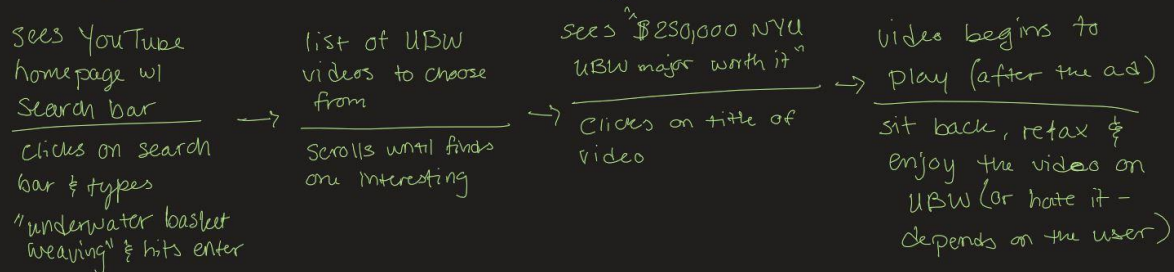 sees YouTube
homepage w/
search bar
clicks on search
bar & types
"underwater basket
weaving" & hits enter
→
list of UBW
videos to choose
from
scrolls until finds
one interesting
→
sees "$250,000 NYU
UBW major worth it"
clicks on title of
video
→
video begins to
play (after the ad)
sit back, relax &
enjoy the video on
UBW (or hate it -
depends on the user)